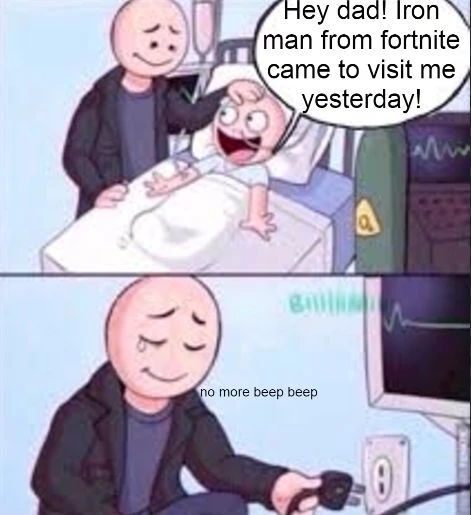 Hey dad! Iron
man from fortnite
came to visit me
yesterday!
no more beep beep